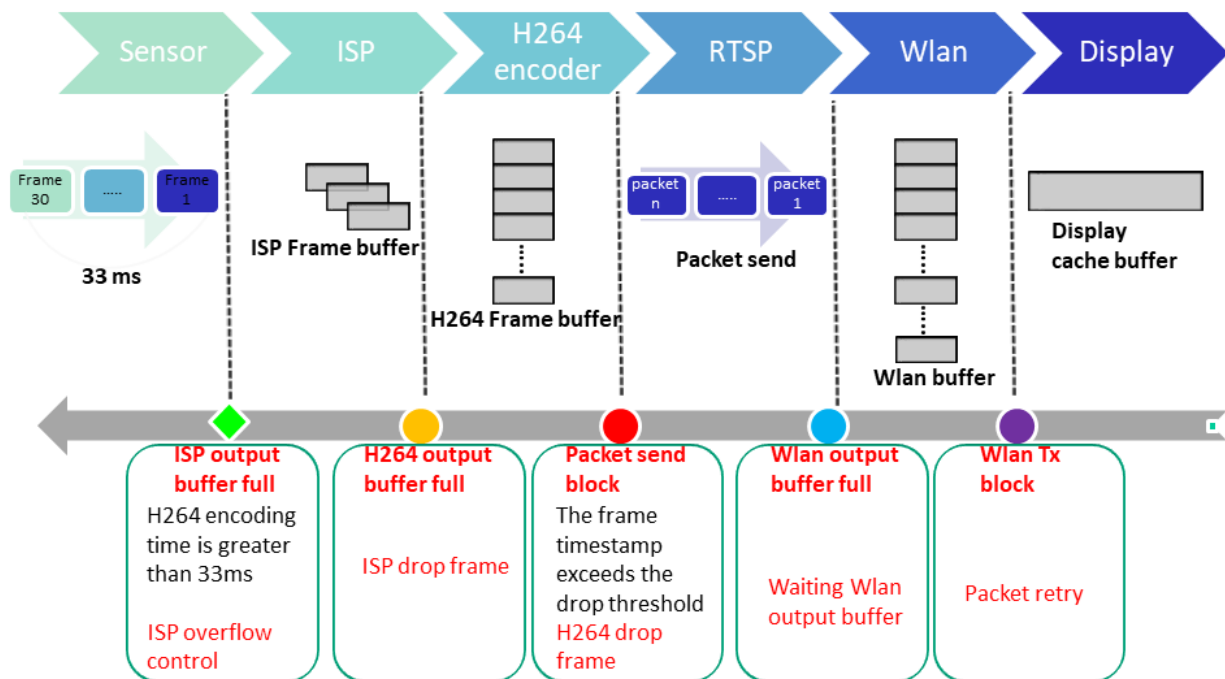 Sensor
ISP
H264
encoder
RTSP
Wlan
Display
Frame
30
.....
Frame
1
33 ms
ISP Frame buffer
H264 Frame buffer
packet
n
.....
packet
1
Packet send
Wlan buffer
Display
cache buffer
ISP output
buffer full
H264 encoding
time is greater
than 33ms
ISP overflow
control
H264 output
buffer full
ISP drop frame
Packet send
block
The frame
timestamp
exceeds the
drop threshold
H264 drop
frame
Wlan output
buffer full
Waiting Wlan
output buffer
Wlan Tx
block
Packet retry